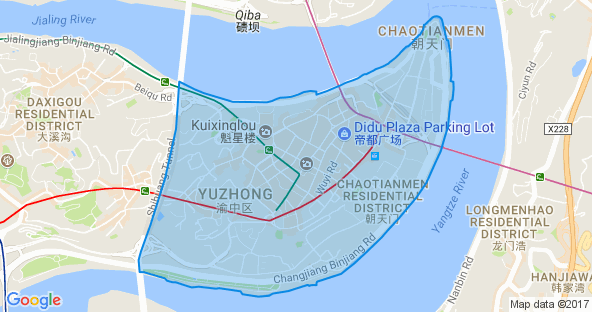 Jialing River
Jialingjiang Binjiang Rd
Qiba
碛坝
CHAOTIANMEN
朝天门
Beiqu Rd
Ciyun Rd
DAXIGOU
RESIDENTIAL
DISTRICT
大溪沟
Kuixinglou
魁星楼
Didu Plaza Parking Lot
帝都广场
X228
Shibanpo Tunnel
Wuyi Rd
YUZHONG
渝中区
CHAOTIANMEN
RESIDENTIAL
DISTRICT
朝天门
Yangtze River
LONGMENHAO
RESIDENTIAL
DISTRICT
龙门浩
Changjiang Binjiang Rd
Nanbin Rd
HANJIAWA
韩家湾
Google
Map data ©2017